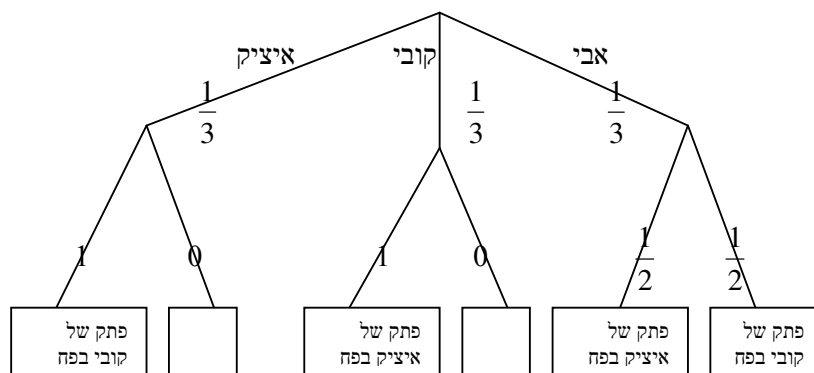 אבי
קובי
איציק
1/3
1/3
1/3
1/2
1/2
0
1
0
1
פתק של
קובי בפח
פתק של
איציק בפח
פתק של
איציק בפח
פתק של
קובי בפח